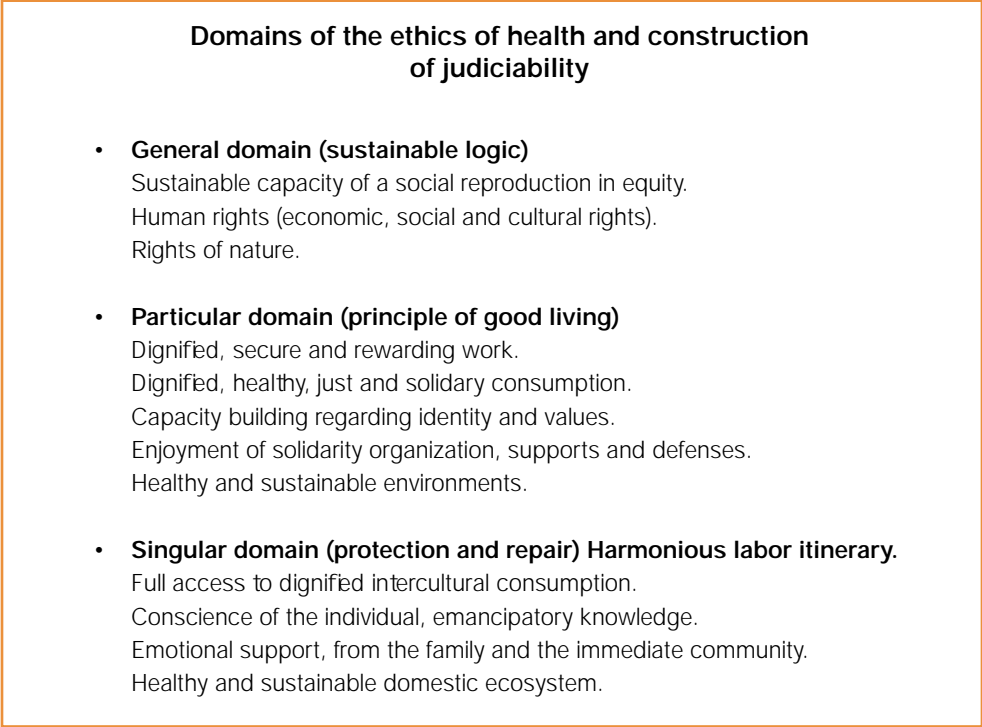 Domains of the ethics of health and construction
of judiciability
• General domain (sustainable logic)
Sustainable capacity of a social reproduction in equity.
Human rights (economic, social and cultural rights).
Rights of nature.
• Particular domain (principle of good living)
Dignified, secure and rewarding work.
Dignified, healthy, just and solidary consumption.
Capacity building regarding identity and values.
Enjoyment of solidarity organization, supports and defenses.
Healthy and sustainable environments.
• Singular domain (protection and repair) Harmonious labor itinerary.
Full access to dignified intercultural consumption.
Conscience of the individual, emancipatory knowledge.
Emotional support, from the family and the immediate community.
Healthy and sustainable domestic ecosystem.